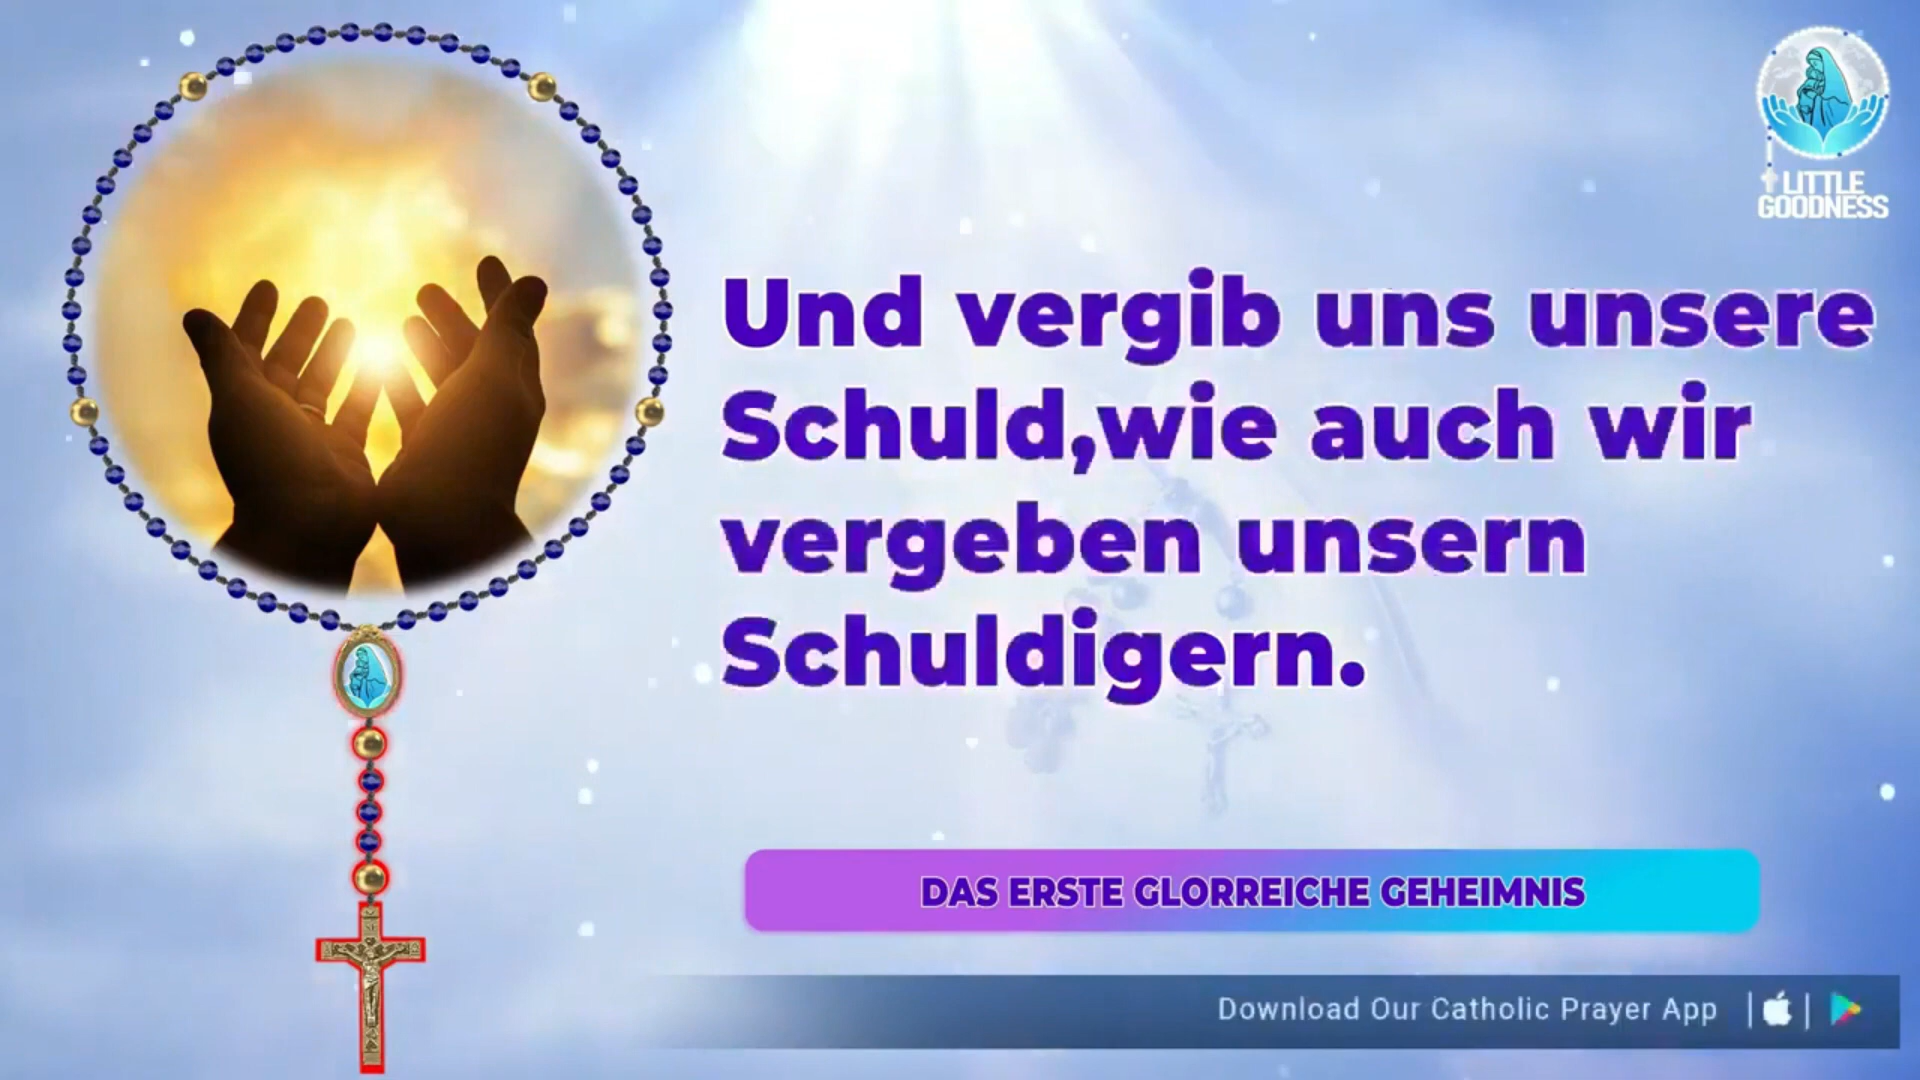 LITTLE
GOODNESS
Und vergib uns unsere
Schuld,wie auch wir
vergeben unsern
Schuldigern.
DAS ERSTE GLORREICHE GEHEIMNIS
Download Our Catholic Prayer App